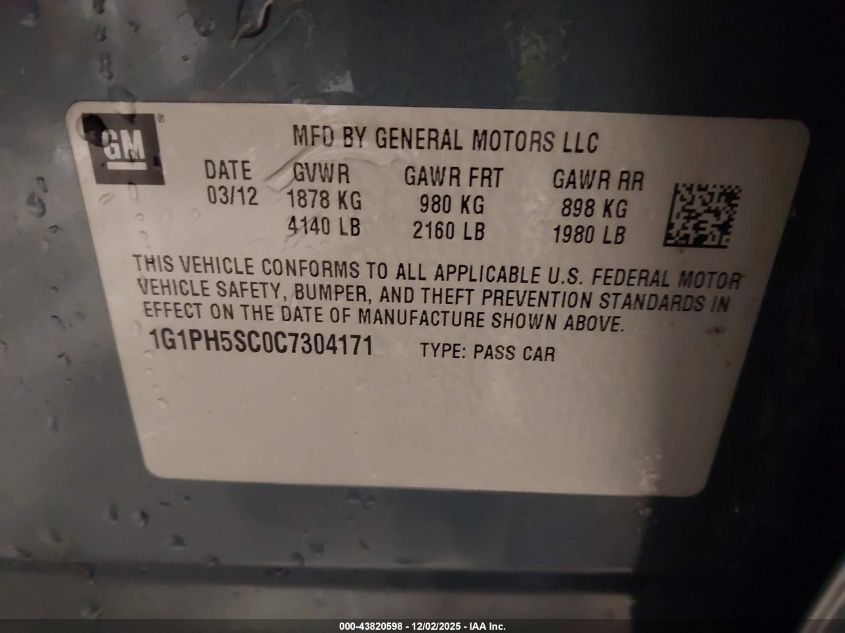 GM®
MFD BY GENERAL MOTORS LLC
DATE GVWR GAWR FRT GAWR RR
03/12 1878 KG 980 KG 898 KG
4140 LB 2160 LB 1980 LB
THIS VEHICLE CONFORMS TO ALL APPLICABLE U.S. FEDERAL MOTOR
VEHICLE SAFETY, BUMPER, AND THEFT PREVENTION STANDARDS IN
EFFECT ON THE DATE OF MANUFACTURE SHOWN ABOVE.
1G1PH5SC0C7304171 TYPE: PASS CAR
000-43820598 - 12/02/2025 - IAA Inc.